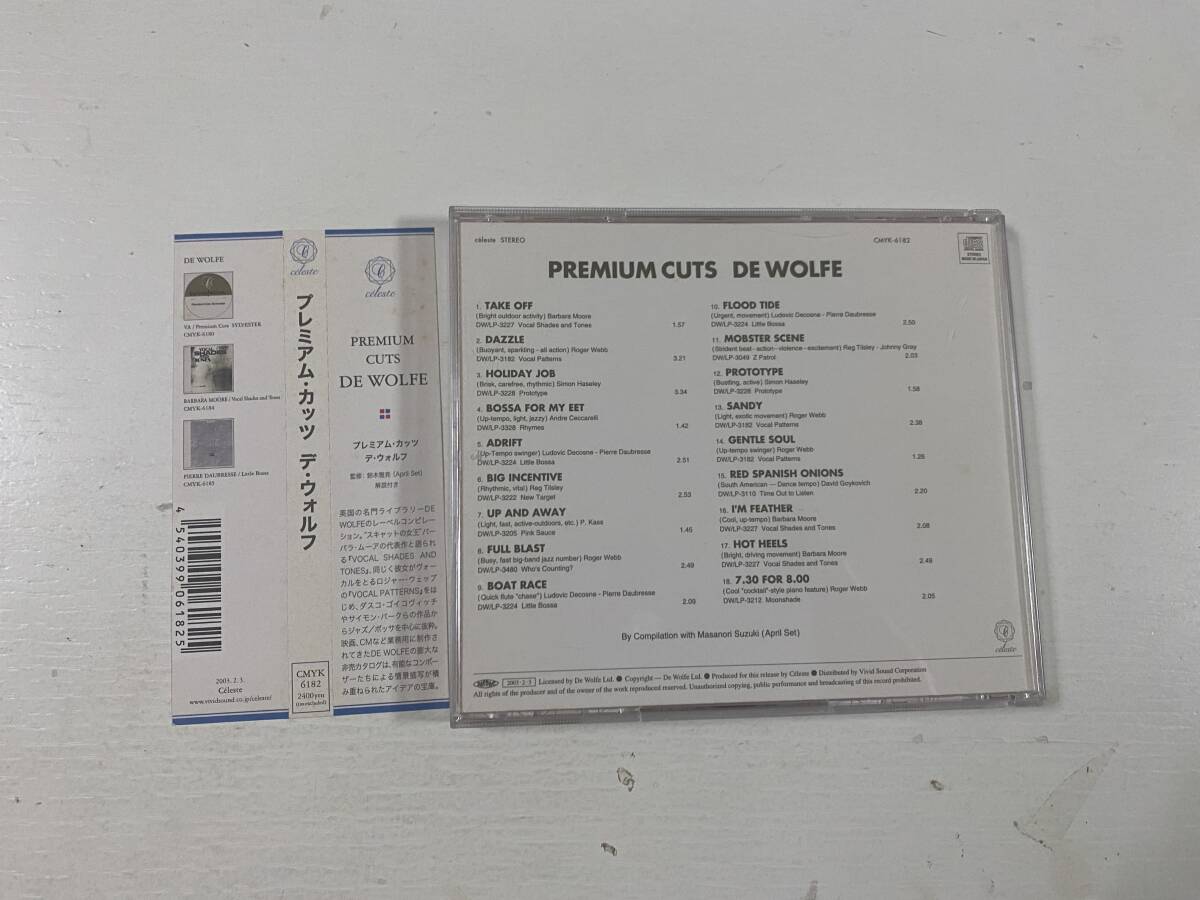 DE WOLFE
VA / Premium Cuts SYLVESTER
CMYK-6180
BARBARA MOORE / Vocal Shades and Tones
CMYK-6184
PIERRE DAUBRESSE / Little Bossa
CMYK-6185
4 540399 061825
2003. 2. 3.
Céleste
www.vividsound.co.jp/celeste/
céleste
プレミアム・カッツ デ・ウォルフ
CMYK
6182
2400yen
(tax excluded)
céleste
PREMIUM
CUTS
DE WOLFE
プレミアム・カッツ
デ・ウォルフ
監修:鈴木雅尭 (April Set)
解説付き
英国の名門ライブラリーDE
WOLFEのレーベルコンピレー
ション。"スキャットの女王"バー
バラ・ムーアの代表作と語られ
る『VOCAL SHADES AND
TONES』、同じく彼女がヴォー
カルをとるロジャー・ウェッブ
の『VOCAL PATTERNS』をは
じめ、ダスコ・ゴイコヴィッチ
やサイモン・パークらの作品か
らジャズ/ボッサを中心に抜粋。
映画、CMなど業務用に制作さ
れてきたDE WOLFEの膨大な
非売カタログは、有能なコンポー
ザーたちによる情景描写が積
み重ねられたアイデアの宝庫。
céleste STEREO
CMYK-6182
PREMIUM CUTS DE WOLFE
1. TAKE OFF
(Bright outdoor activity) Barbara Moore
DW/LP-3227 Vocal Shades and Tones 1.57
2. DAZZLE
(Buoyant, sparkling - all action) Roger Webb
DW/LP-3182 Vocal Patterns 3.21
3. HOLIDAY JOB
(Brisk, carefree, rhythmic) Simon Haseley
DW/LP-3228 Prototype 3.34
4. BOSSA FOR MY EET
(Up-tempo, light, jazzy) Andre Ceccarelli
DW/LP-3328 Rhymes 1.42
5. ADRIFT
(Up-Tempo swinger) Ludovic Decosne - Pierre Daubresse
DW/LP-3224 Little Bossa 2.51
6. BIG INCENTIVE
(Rhythmic, vital) Reg Tilsley
DW/LP-3222 New Target 2.53
7. UP AND AWAY
(Light, fast, active-outdoors, etc.) P. Kass
DW/LP-3205 Pink Sauce 1.45
8. FULL BLAST
(Busy, fast big-band jazz number) Roger Webb
DW/LP-3480 Who's Counting? 2.49
9. BOAT RACE
(Quick flute "chase") Ludovic Decosne - Pierre Daubresse
DW/LP-3224 Little Bossa 2.09
10. FLOOD TIDE
(Urgent, movement) Ludovic Decosne - Pierre Daubresse
DW/LP-3224 Little Bossa 2.50
11. MOBSTER SCENE
(Strident beat - action - violence - excitement) Reg Tilsley - Johnny Gray
DW/LP-3049 Z Patrol 2.03
12. PROTOTYPE
(Bustling, active) Simon Haseley
DW/LP-3228 Prototype 1.58
13. SANDY
(Light, exotic movement) Roger Webb
DW/LP-3182 Vocal Patterns 2.38
14. GENTLE SOUL
(Up-tempo swinger) Roger Webb
DW/LP-3182 Vocal Patterns 1.26
15. RED SPANISH ONIONS
(South American — Dance tempo) David Goykovich
DW/LP-3110 Time Out to Listen 2.20
16. I'M FEATHER
(Cool, up-tempo) Barbara Moore
DW/LP-3227 Vocal Shades and Tones 2.08
17. HOT HEELS
(Bright, driving movement) Barbara Moore
DW/LP-3227 Vocal Shades and Tones 2.49
18. 7.30 FOR 8.00
(Cool "cocktail"-style piano feature) Roger Webb
DW/LP-3212 Moonshade 2.05
By Compilation with Masanori Suzuki (April Set)
céleste
2003・2・3 Licensed by De Wolfe Ltd. ● Copyright — De Wolfe Ltd. ● Produced for this release by Céleste ● Distributed by Vivid Sound Corporation
All rights of the producer and of the owner of the work reproduced reserved. Unauthorized copying, public performance and broadcasting of this record prohibited.